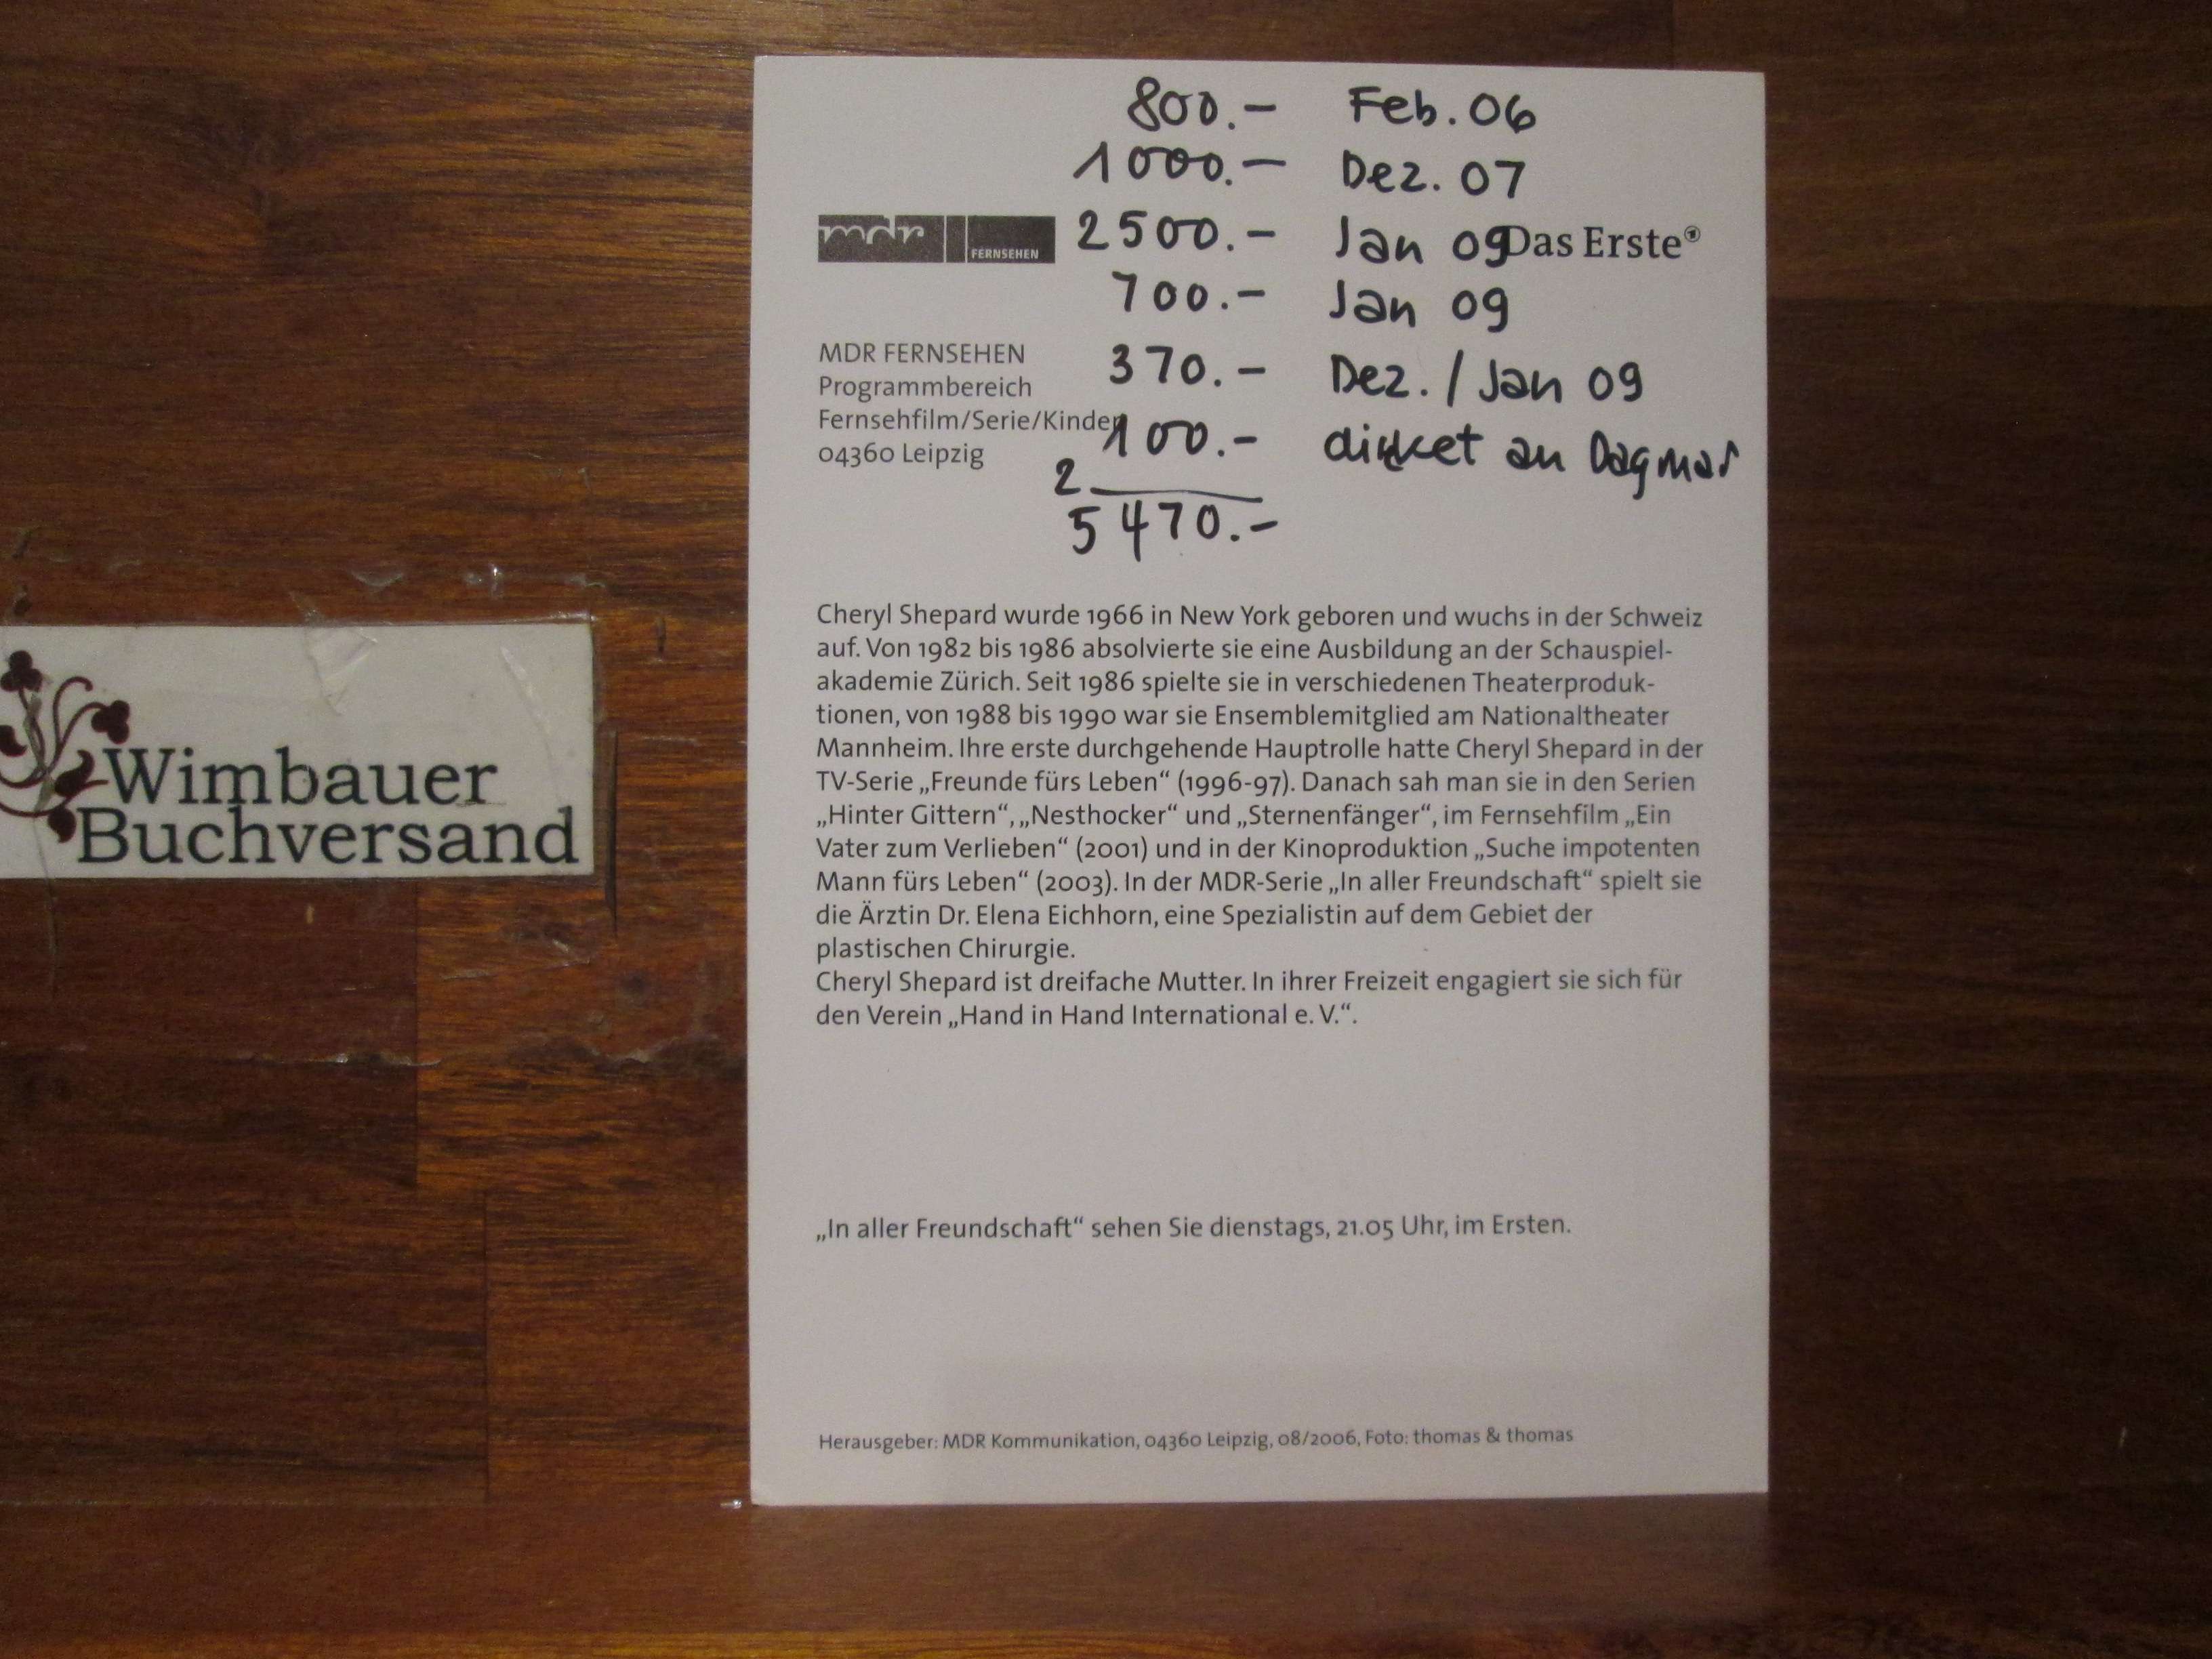 800.- Feb. 06
1000.- Dez. 07
mdr FERNSEHEN 2500.- Jan 09 Das Erste
700.- Jan 09
MDR FERNSEHEN
370.- Dez. / Jan 09
Programmbereich
Fernsehfilm/Serie/Kinder
100.- direket an Dagmar
04360 Leipzig
2
5470.-
Cheryl Shepard wurde 1966 in New York geboren und wuchs in der Schweiz
auf. Von 1982 bis 1986 absolvierte sie eine Ausbildung an der Schauspiel-
akademie Zürich. Seit 1986 spielte sie in verschiedenen Theaterproduk-
tionen, von 1988 bis 1990 war sie Ensemblemitglied am Nationaltheater
Mannheim. Ihre erste durchgehende Hauptrolle hatte Cheryl Shepard in der
TV-Serie „Freunde fürs Leben“ (1996-97). Danach sah man sie in den Serien
„Hinter Gittern“, „Nesthocker“ und „Sternenfänger“, im Fernsehfilm „Ein
Vater zum Verlieben“ (2001) und in der Kinoproduktion „Suche impotenten
Mann fürs Leben“ (2003). In der MDR-Serie „In aller Freundschaft“ spielt sie
die Ärztin Dr. Elena Eichhorn, eine Spezialistin auf dem Gebiet der
plastischen Chirurgie.
Cheryl Shepard ist dreifache Mutter. In ihrer Freizeit engagiert sie sich für
den Verein „Hand in Hand International e. V.“.
„In aller Freundschaft“ sehen Sie dienstags, 21.05 Uhr, im Ersten.
Herausgeber: MDR Kommunikation, 04360 Leipzig, 08/2006, Foto: thomas & thomas
Wimbauer
Buchversand